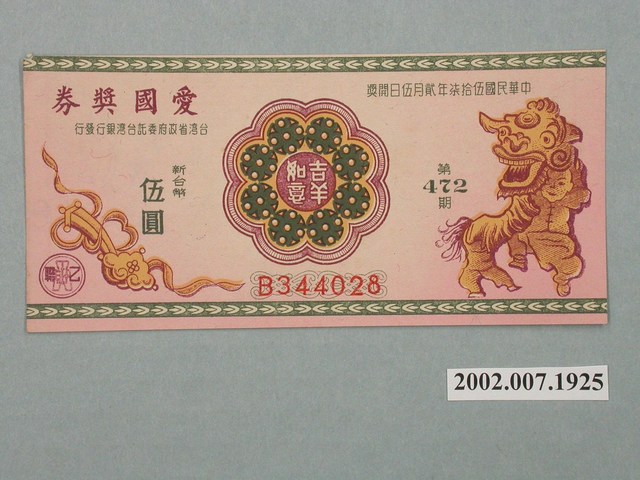 中華民國伍拾柒年貳月伍日開獎
愛國獎券
台灣省政府委託台灣銀行發行
第
472
期
吉祥
如意
新台幣
伍圓
乙
聯
B344028
2002.007.1925